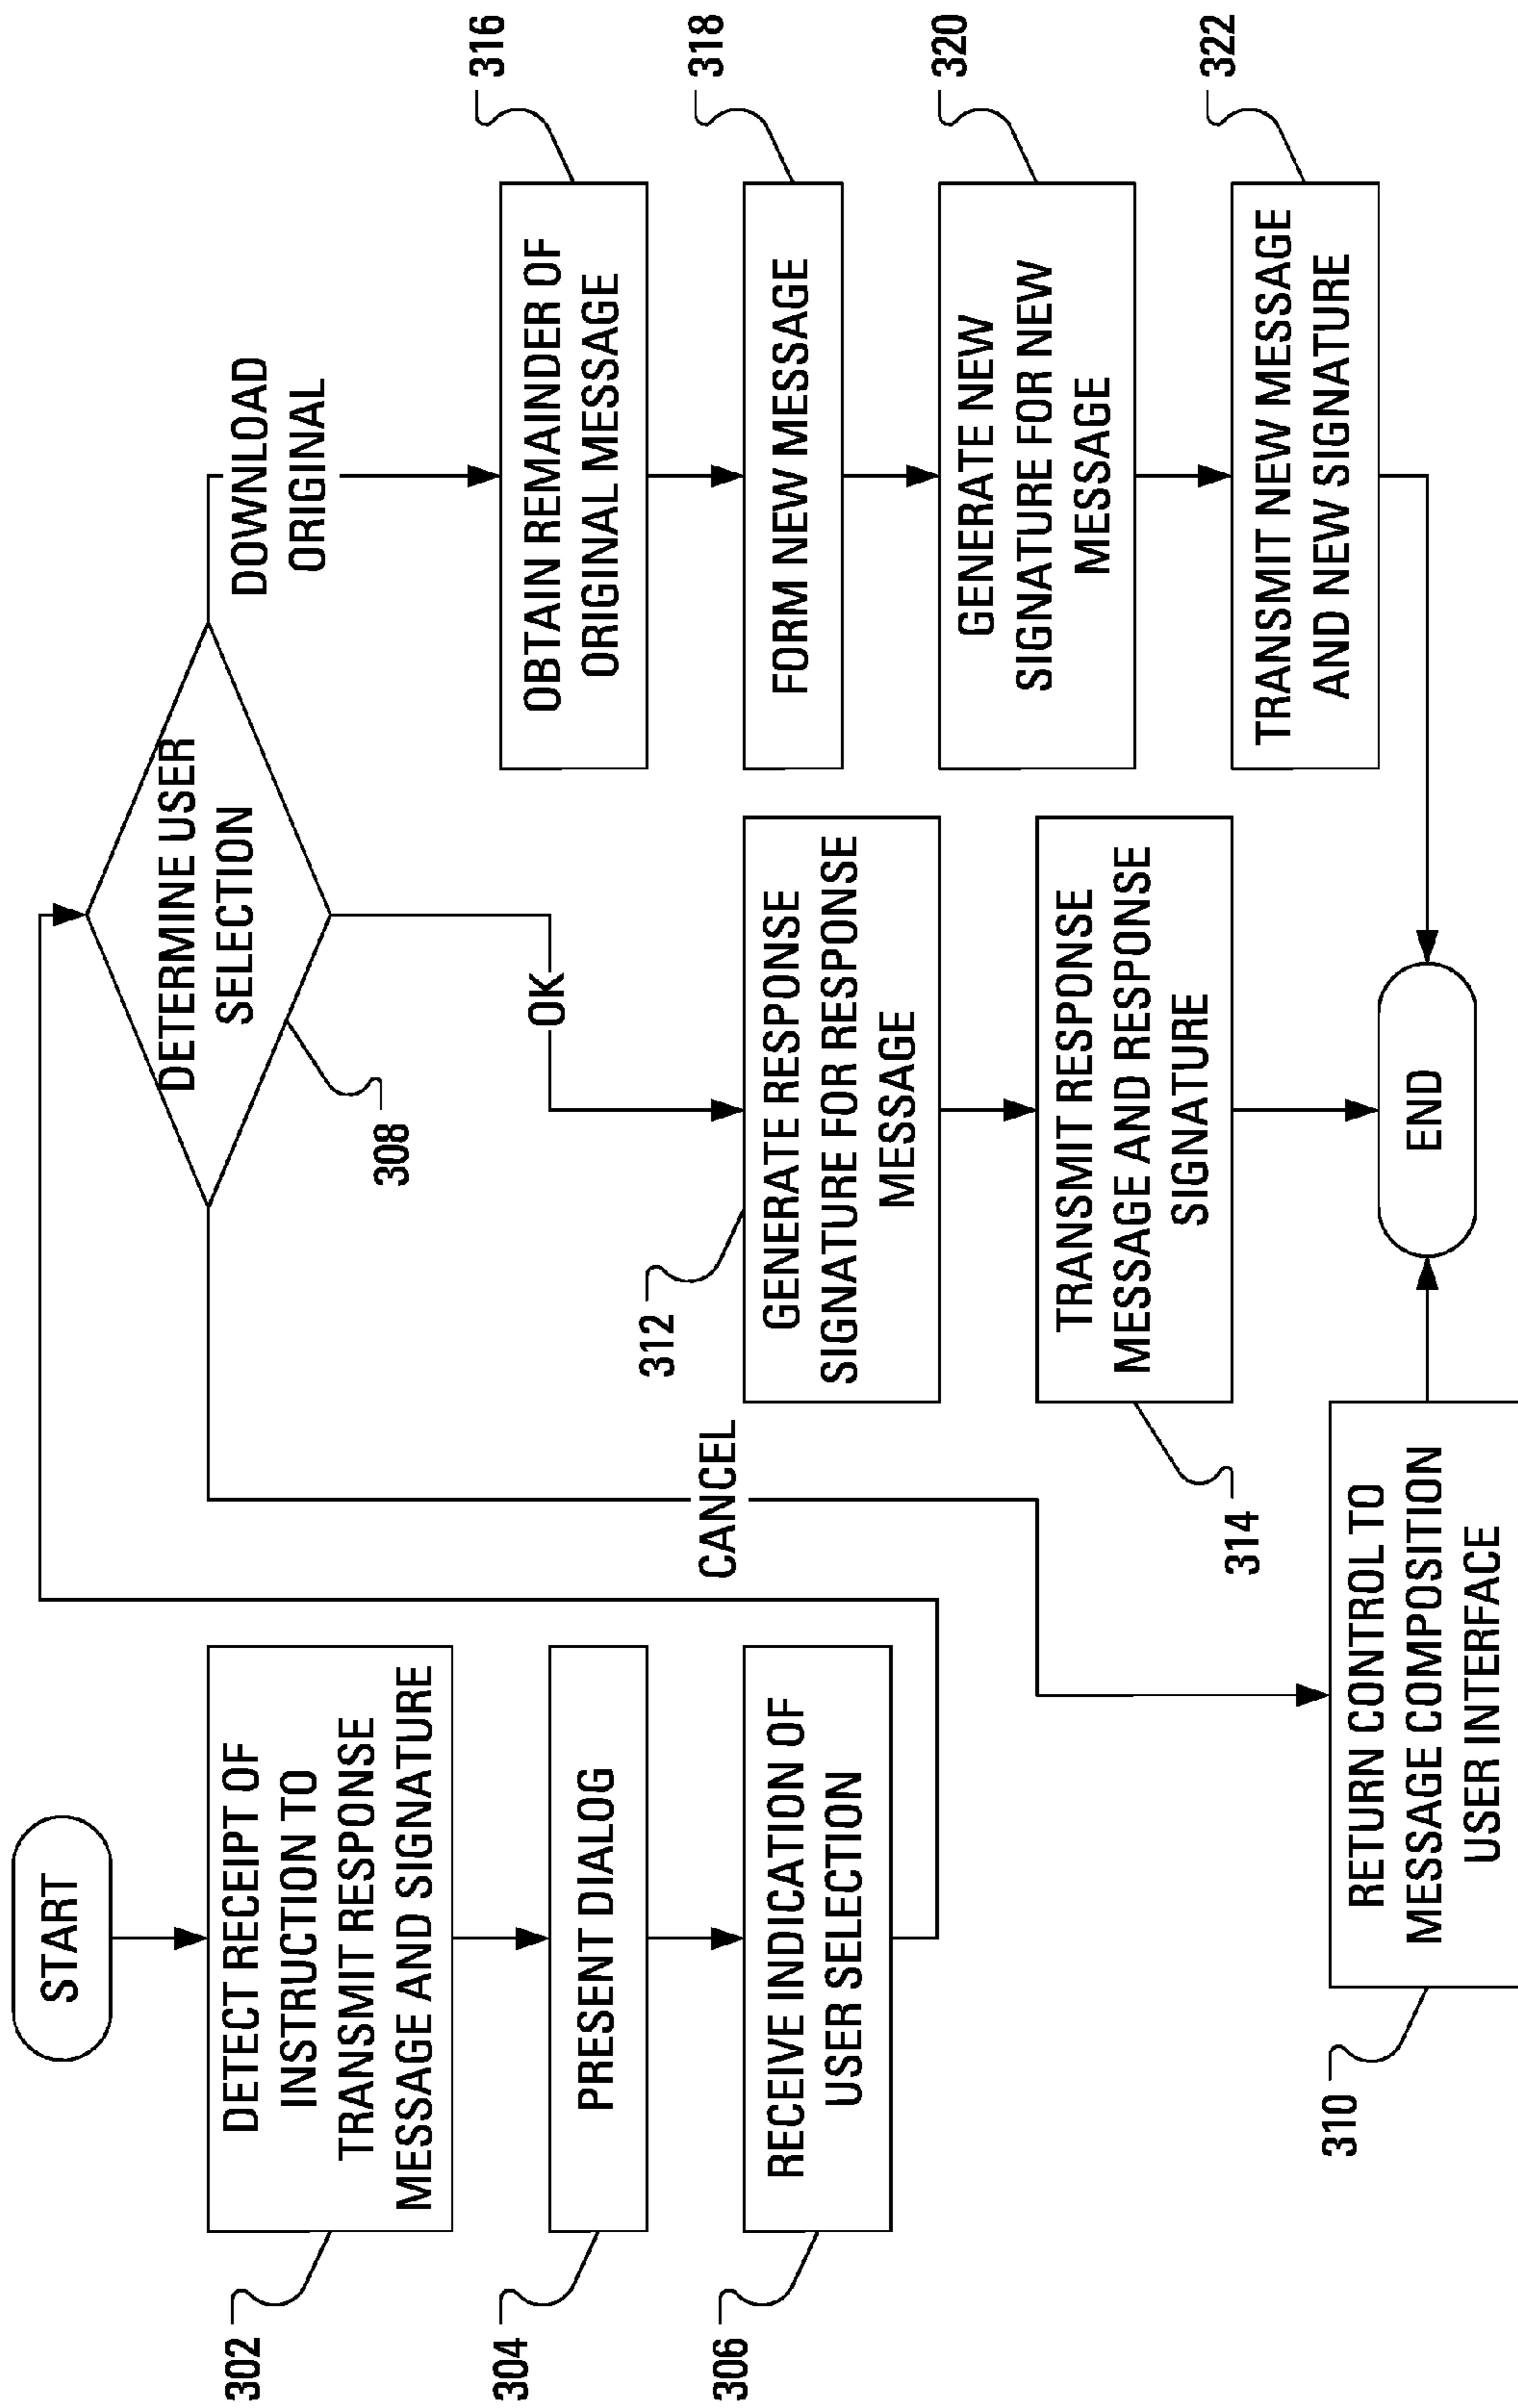 START
302
DETECT RECEIPT OF
INSTRUCTION TO
TRANSMIT RESPONSE
MESSAGE AND SIGNATURE
304
PRESENT DIALOG
306
RECEIVE INDICATION OF
USER SELECTION
DETERMINE USER
SELECTION
308
CANCEL
310
RETURN CONTROL TO
MESSAGE COMPOSITION
USER INTERFACE
OK
312
GENERATE RESPONSE
SIGNATURE FOR RESPONSE
MESSAGE
314
TRANSMIT RESPONSE
MESSAGE AND RESPONSE
SIGNATURE
DOWNLOAD
ORIGINAL
316
OBTAIN REMAINDER OF
ORIGINAL MESSAGE
318
FORM NEW MESSAGE
320
GENERATE NEW
SIGNATURE FOR NEW
MESSAGE
322
TRANSMIT NEW MESSAGE
AND NEW SIGNATURE
END